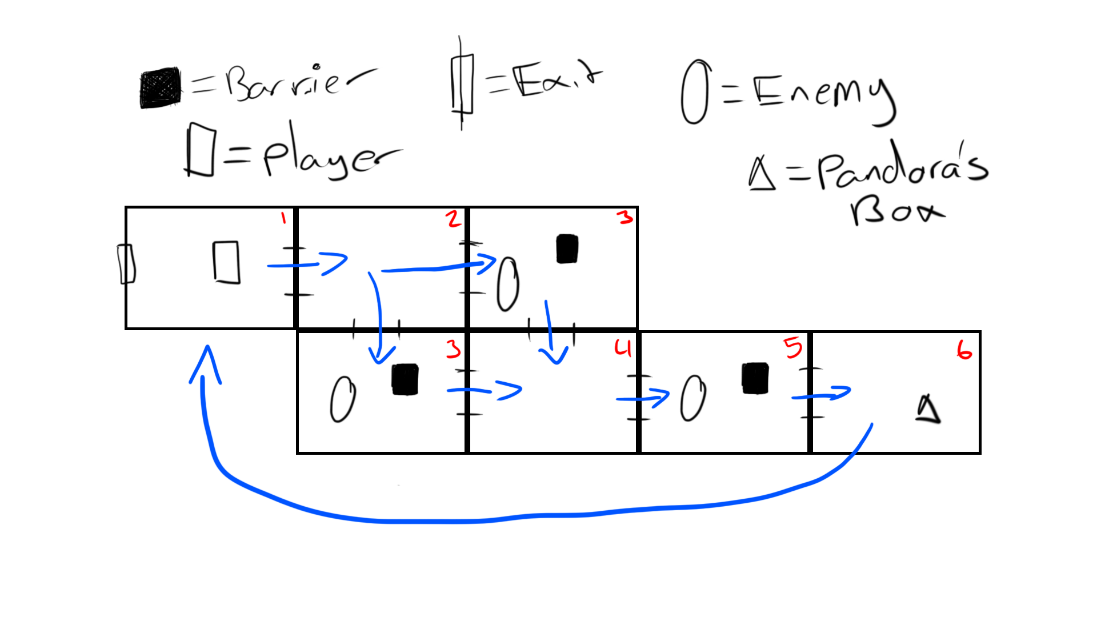 = Barrier
= Exit
= Enemy
= player
= Pandora's
Box
1
2
3
3
4
5
6